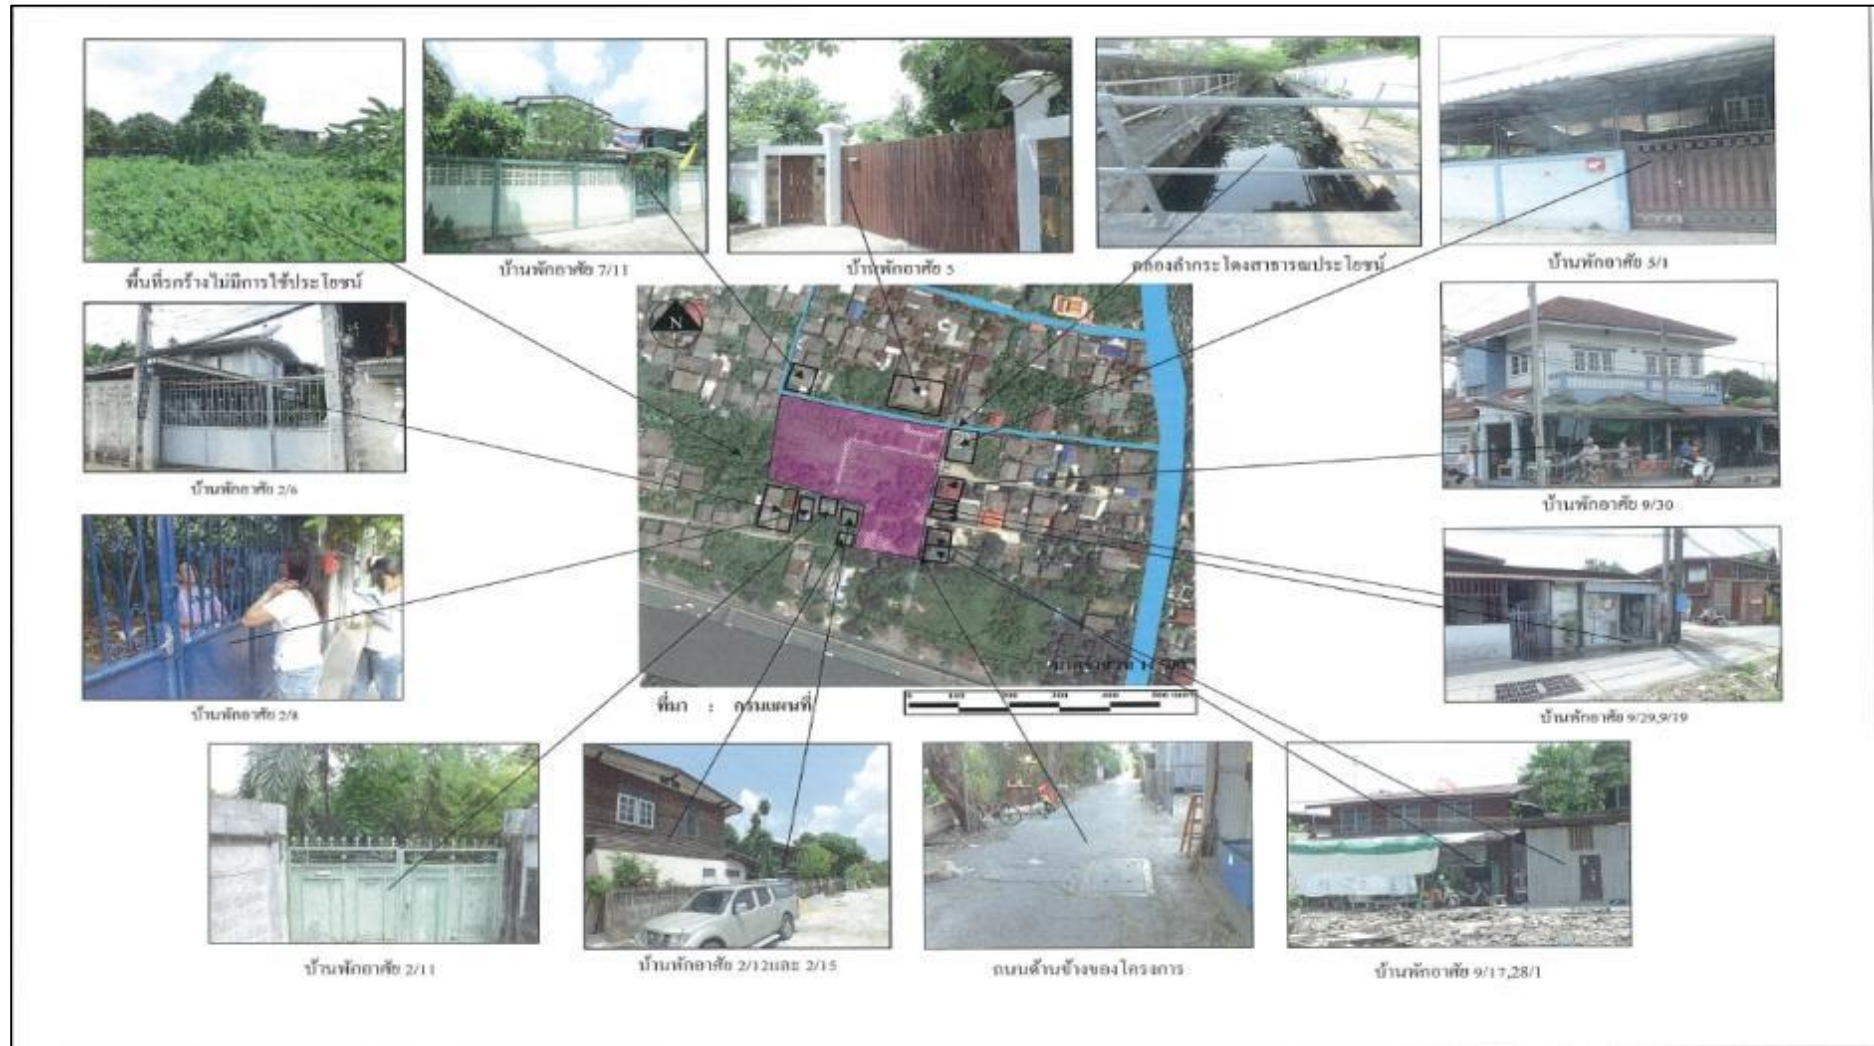 พื้นที่รกร้างไม่มีการใช้ประโยชน์
บ้านพักอาศัย 7/11
บ้านพักอาศัย 5
คลองลำกระโดงสาธารณประโยชน์
บ้านพักอาศัย 5/1
บ้านพักอาศัย 2/6
N
บ้านพักอาศัย 9/30
บ้านพักอาศัย 2/8
ที่มา : กรมแผนที่
0 100 200 300 400 500
บ้านพักอาศัย 9/29,9/19
บ้านพักอาศัย 2/11
บ้านพักอาศัย 2/12และ 2/15
ถนนด้านข้างของโครงการ
บ้านพักอาศัย 9/17,28/1